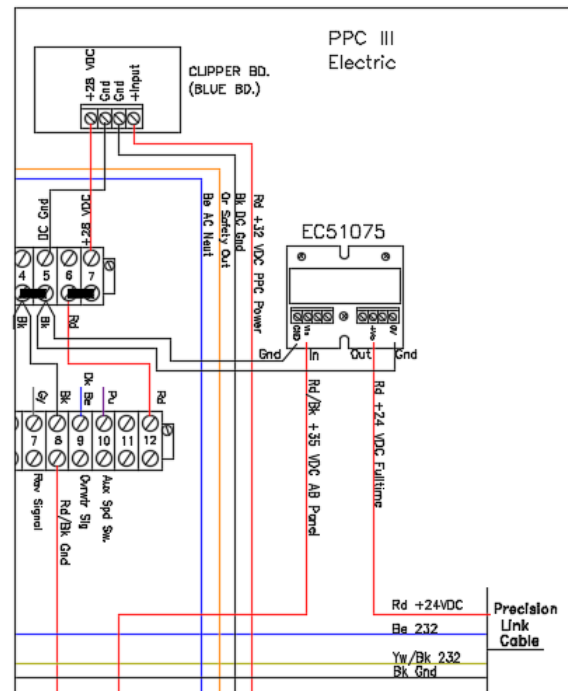 PPC III
Electric
CLIPPER BD.
(BLUE BD.)
+28 VDC
Gnd
Gnd
+Input
DC Gnd
+28 VDC
Be AC Neut
Or Safety Out
Bk DC Gnd
Rd +32 VDC PPC Power
EC51075
4
5
6
7
Bk
Bk
Rd
GND
Vin
+Vo
0V
Gnd
In
Out
Gnd
Gy
Bk
Dk Be
Pu
Rd
7
8
9
10
11
12
Rev Signal
Rd/Bk Gnd
Ovrwtr Sig
Aux Spd Sw.
Rd/Bk +35 VDC AB Panel
Rd +24 VDC Fulltime
Rd +24VDC
Be 232
Yw/Bk 232
Bk Gnd
Precision
Link
Cable